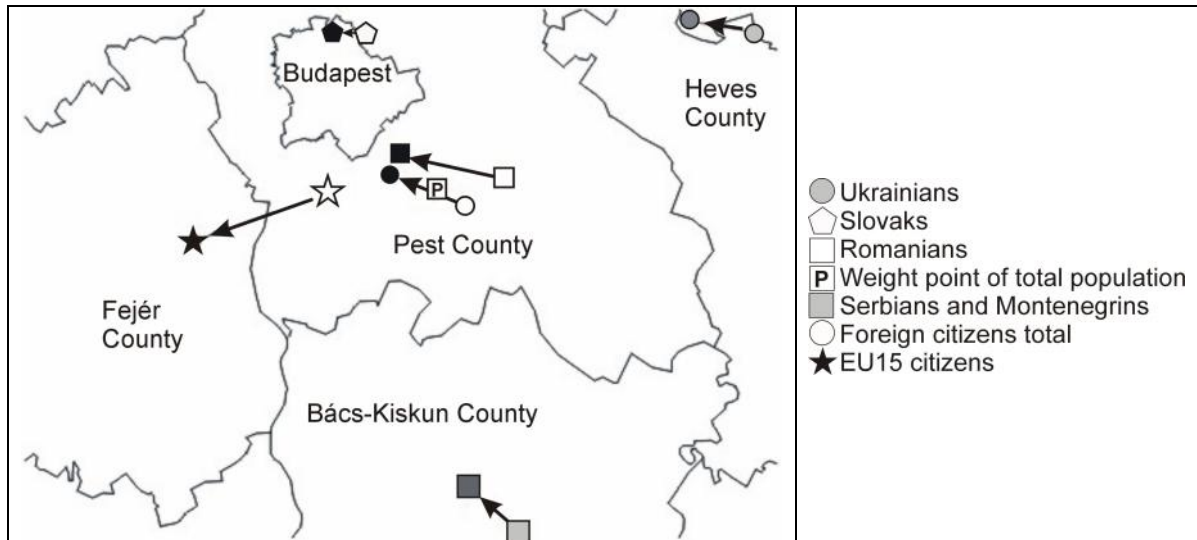 Budapest
Heves
County
P
Pest County
Fejér
County
Bács-Kiskun County
Ukrainians
Slovaks
Romanians
P Weight point of total population
Serbians and Montenegrins
Foreign citizens total
EU15 citizens